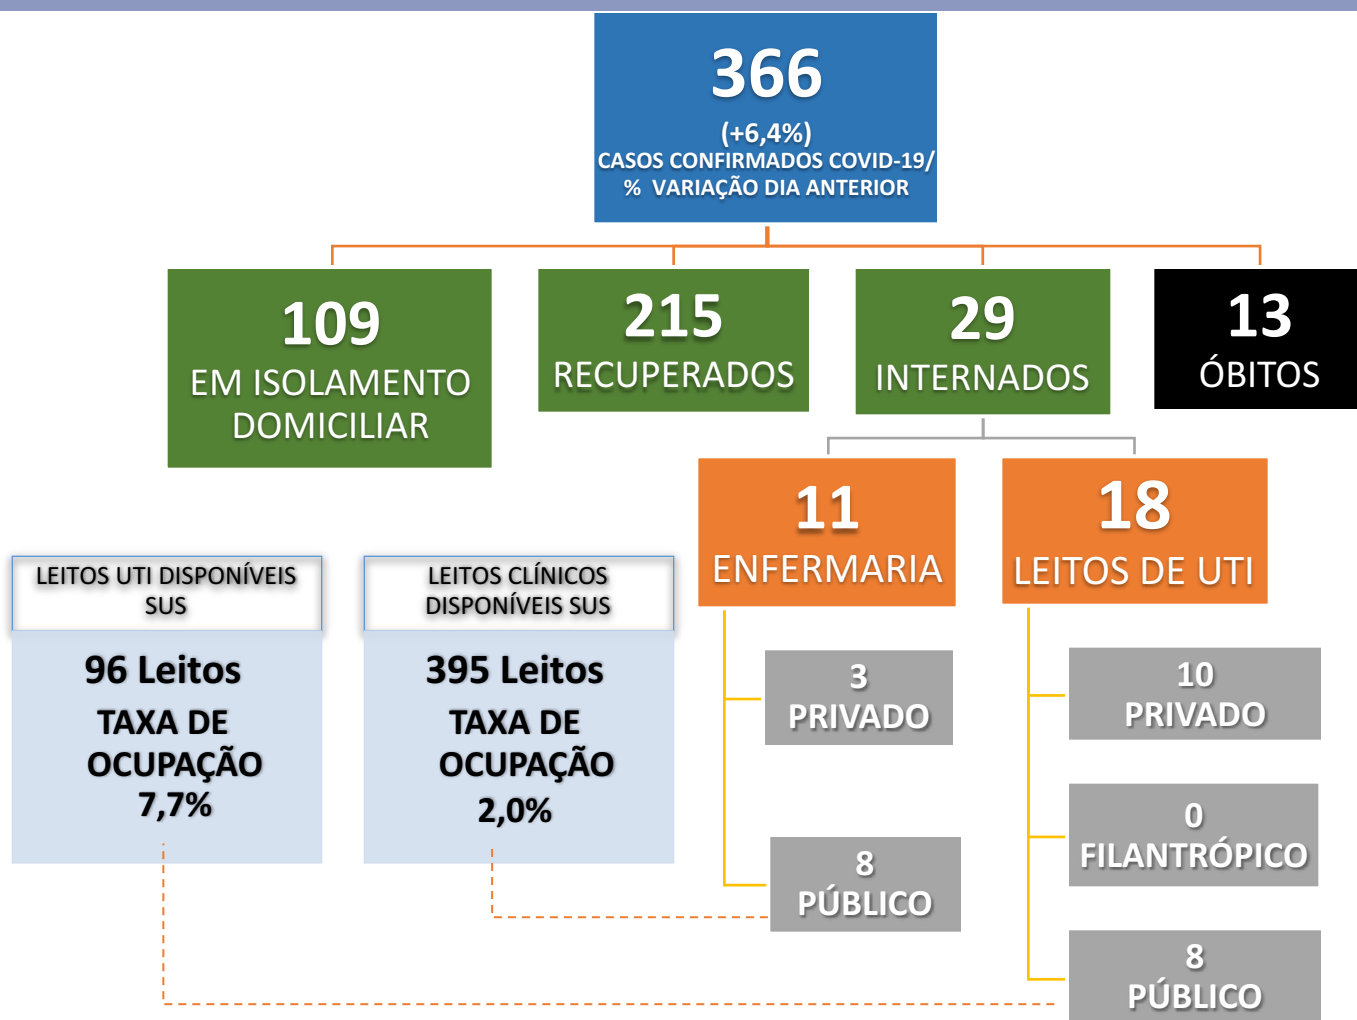 366
(+6,4%)
CASOS CONFIRMADOS COVID-19/
% VARIAÇÃO DIA ANTERIOR
109
EM ISOLAMENTO
DOMICILIAR
215
RECUPERADOS
29
INTERNADOS
13
ÓBITOS
11
ENFERMARIA
18
LEITOS DE UTI
LEITOS UTI DISPONÍVEIS
SUS
96 Leitos
TAXA DE
OCUPAÇÃO
7,7%
LEITOS CLÍNICOS
DISPONÍVEIS SUS
395 Leitos
TAXA DE
OCUPAÇÃO
2,0%
3
PRIVADO
8
PÚBLICO
10
PRIVADO
0
FILANTRÓPICO
8
PÚBLICO